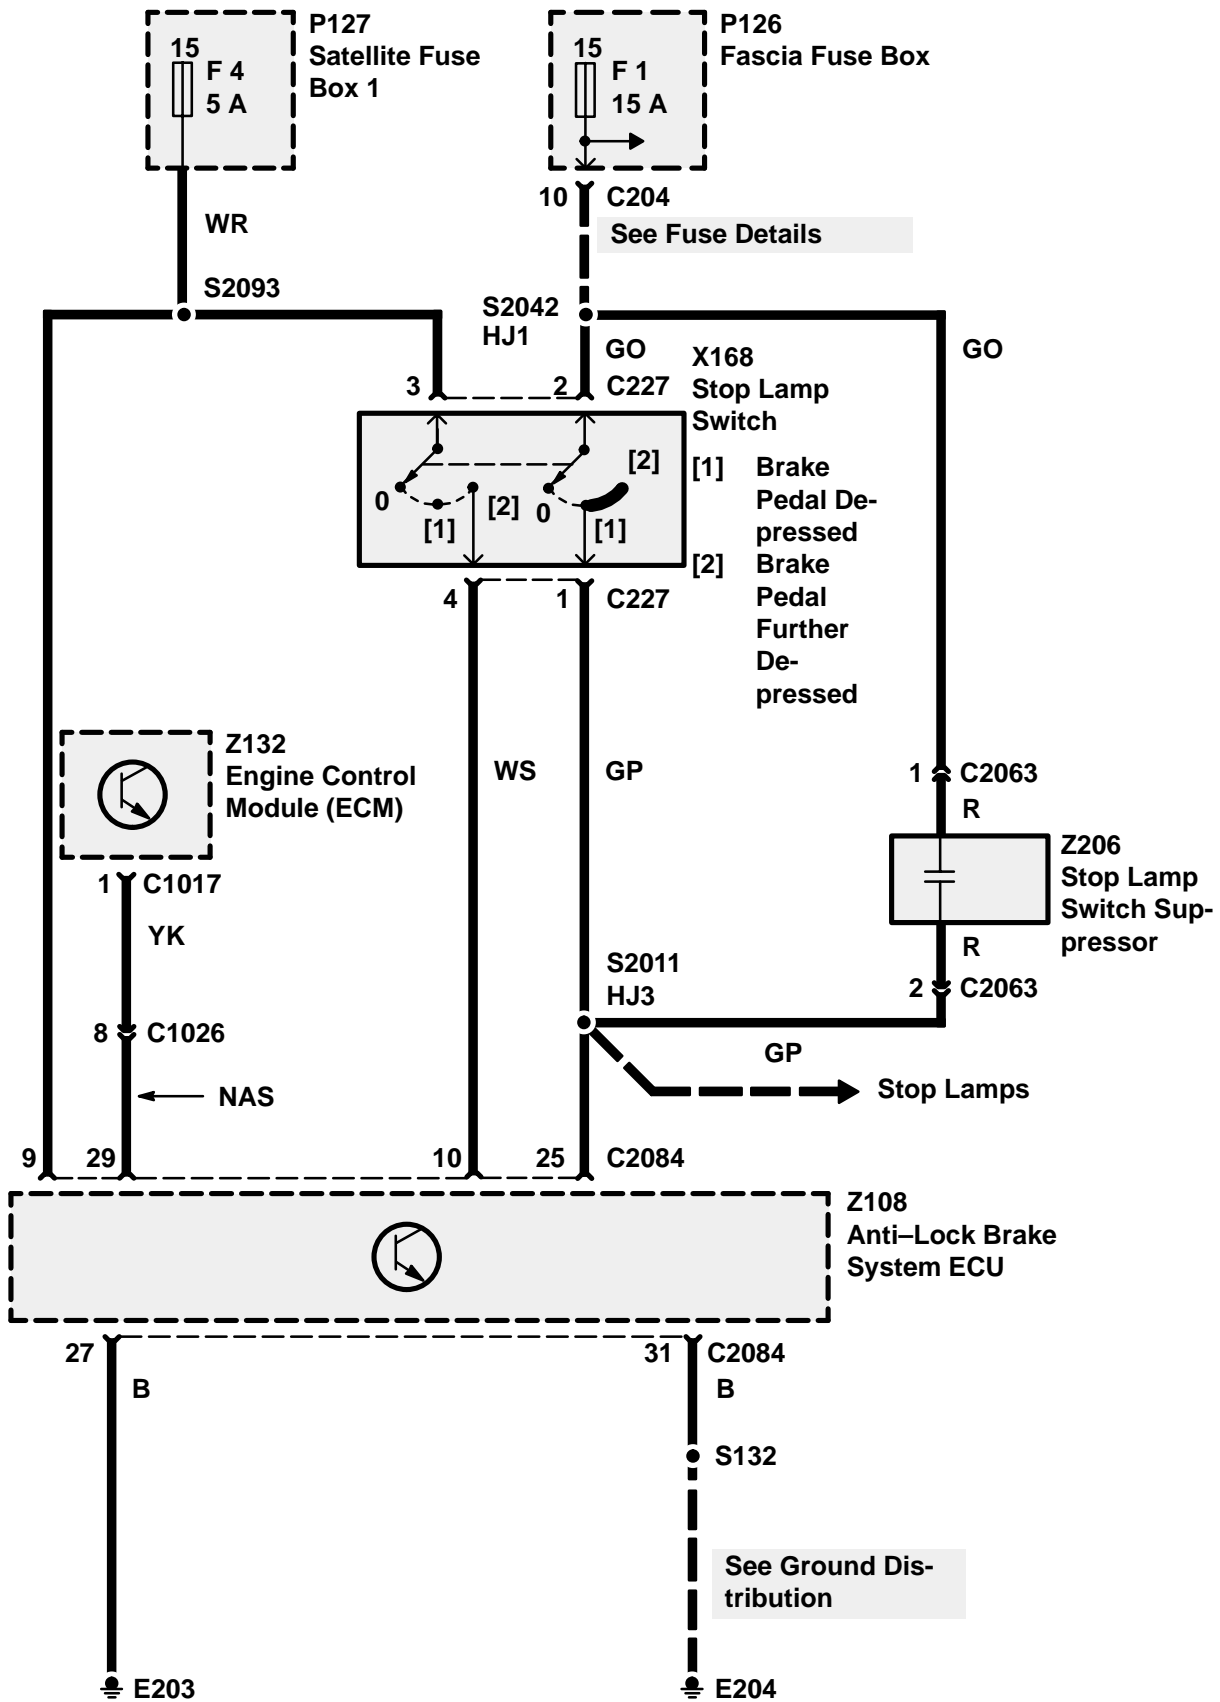 P127
Satellite Fuse
Box 1
15
F 4
5 A
P126
Fascia Fuse Box
15
F 1
15 A
10
C204
See Fuse Details
WR
S2093
S2042
HJ1
GO
GO
3
2
C227
X168
Stop Lamp
Switch
0
[1]
[2]
0
[1]
[2]
[1] Brake
Pedal De-
pressed
[2] Brake
Pedal
Further
De-
pressed
4
1
C227
Z132
Engine Control
Module (ECM)
WS
GP
1
C2063
R
Z206
Stop Lamp
Switch Sup-
pressor
R
2
C2063
1
C1017
YK
S2011
HJ3
8
C1026
GP
NAS
Stop Lamps
9
29
10
25
C2084
Z108
Anti–Lock Brake
System ECU
27
B
31
C2084
B
S132
See Ground Dis-
tribution
E203
E204